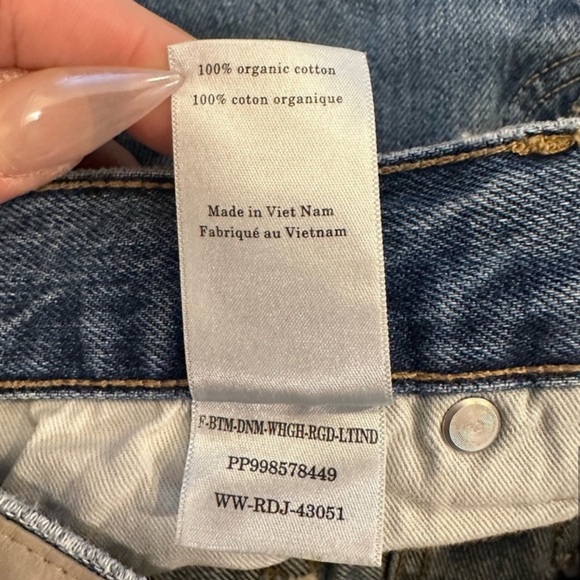 100% organic cotton
100% coton organique
Made in Viet Nam
Fabriqué au Vietnam
F-BTM-DNM-WHGH-RGD-LTIND
PP998578449
WW-RDJ-43051